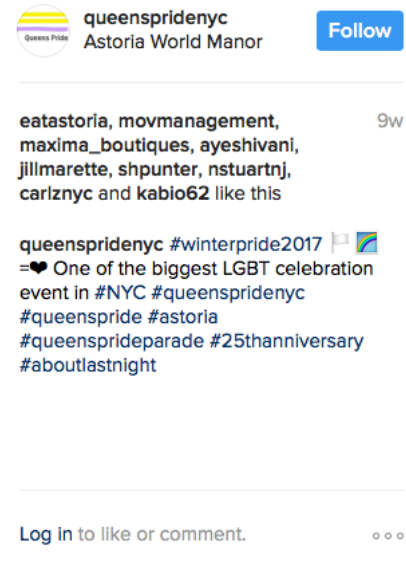 queenspridenyc
Astoria World Manor
Follow
Queens Pride
eatastoria, movmanagement,
maxima_boutiques, ayeshivani,
jillmarette, shpunter, nstuartnj,
carlznyc and kabio62 like this
9w
queenspridenyc #winterpride2017 🏳🌈
=❤ One of the biggest LGBT celebration
event in #NYC #queenspridenyc
#queenspride #astoria
#queensprideparade #25thanniversary
#aboutlastnight
Log in to like or comment.